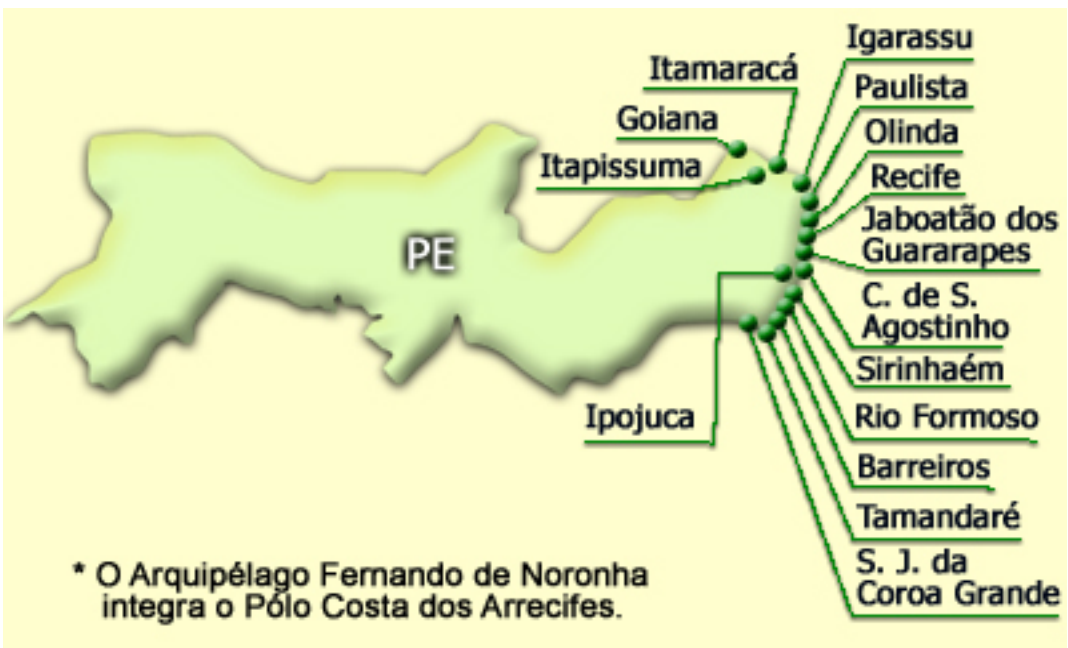 Igarassu
Itamaracá
Paulista
Goiana
Olinda
Itapissuma
Recife
Jaboatão dos
Guararapes
PE
C. de S.
Agostinho
Sirinhaém
Ipojuca
Rio Formoso
Barreiros
Tamandaré
S. J. da
Coroa Grande
* O Arquipélago Fernando de Noronha
integra o Pólo Costa dos Arrecifes.